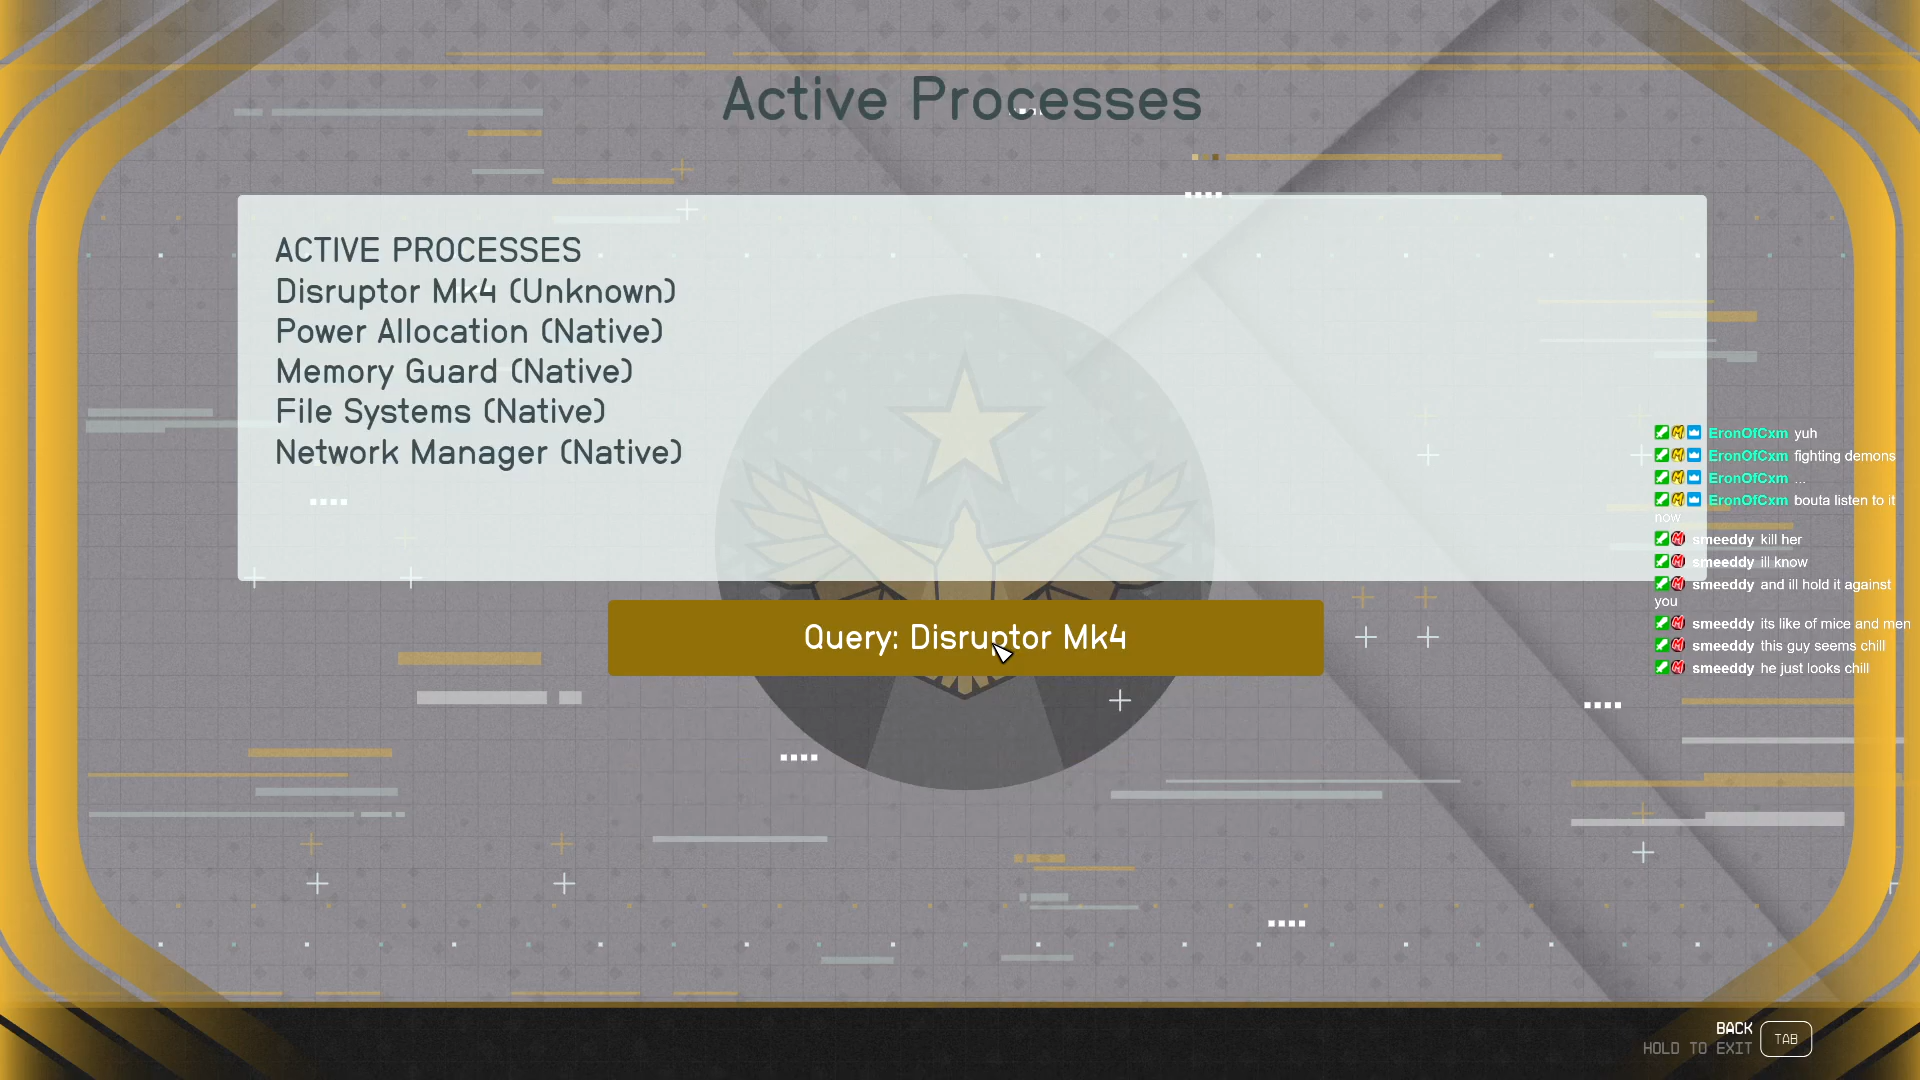 Active Processes
ACTIVE PROCESSES
Disruptor Mk4 (Unknown)
Power Allocation (Native)
Memory Guard (Native)
File Systems (Native)
Network Manager (Native)
Query: Disruptor Mk4
EronOfCxm yuh
EronOfCxm fighting demons
EronOfCxm ...
EronOfCxm bouta listen to it
now
smeeddy kill her
smeeddy ill know
smeeddy and ill hold it against
you
smeeddy its like of mice and men
smeeddy this guy seems chill
smeeddy he just looks chill
BACK
HOLD TO EXIT
TAB